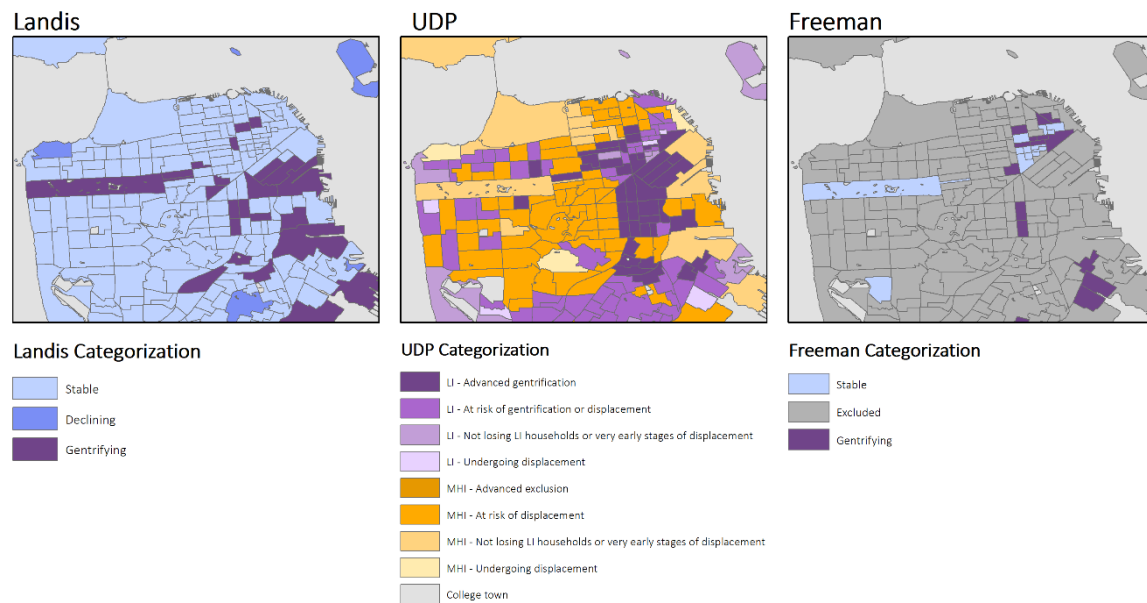 Landis
UDP
Freeman
Landis Categorization
Stable
Declining
Gentrifying
UDP Categorization
LI - Advanced gentrification
LI - At risk of gentrification or displacement
LI - Not losing LI households or very early stages of displacement
LI - Undergoing displacement
MHI - Advanced exclusion
MHI - At risk of displacement
MHI - Not losing LI households or very early stages of displacement
MHI - Undergoing displacement
College town
Freeman Categorization
Stable
Excluded
Gentrifying